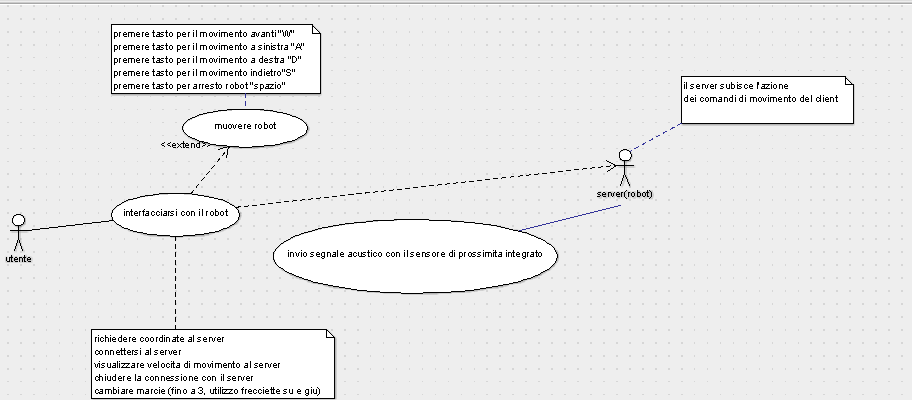 premere tasto per il movimento avanti"W"
premere tasto per il movimento a sinistra "A"
premere tasto per il movimento a destra "D"
premere tasto per il movimento indietro"S"
premere tasto per arresto robot "spazio"
il server subisce l'azione
dei comandi di movimento del client
muovere robot
<<extend>>
server(robot)
interfacciarsi con il robot
utente
invio segnale acustico con il sensore di prossimita integrato
richiedere coordinate al server
connettersi al server
visualizzare velocita di movimento al server
chiudere la connessione con il server
cambiare marcie (fino a 3, utilizzo frecciette su e giu)